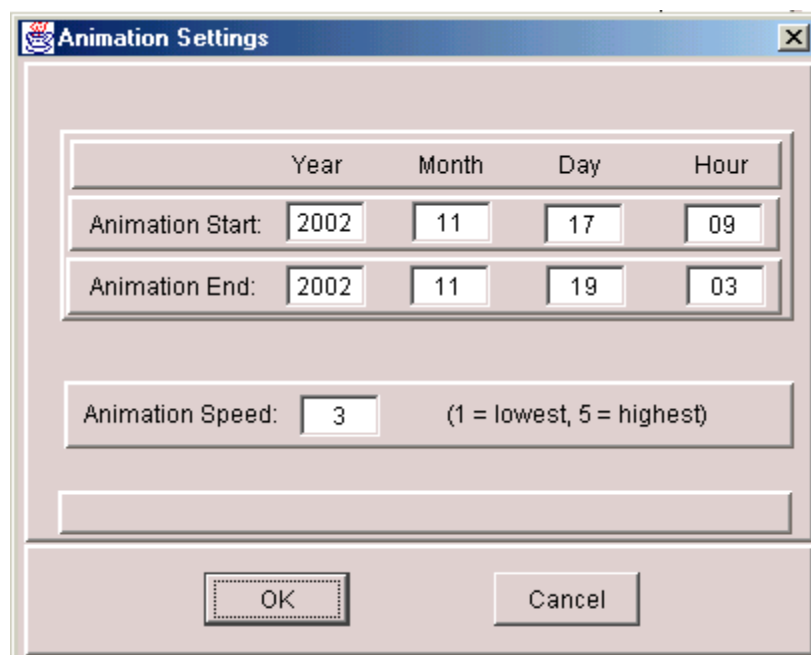 Animation Settings
Year Month Day Hour
Animation Start: 2002 11 17 09
Animation End: 2002 11 19 03
Animation Speed: 3 (1 = lowest, 5 = highest)
OK Cancel